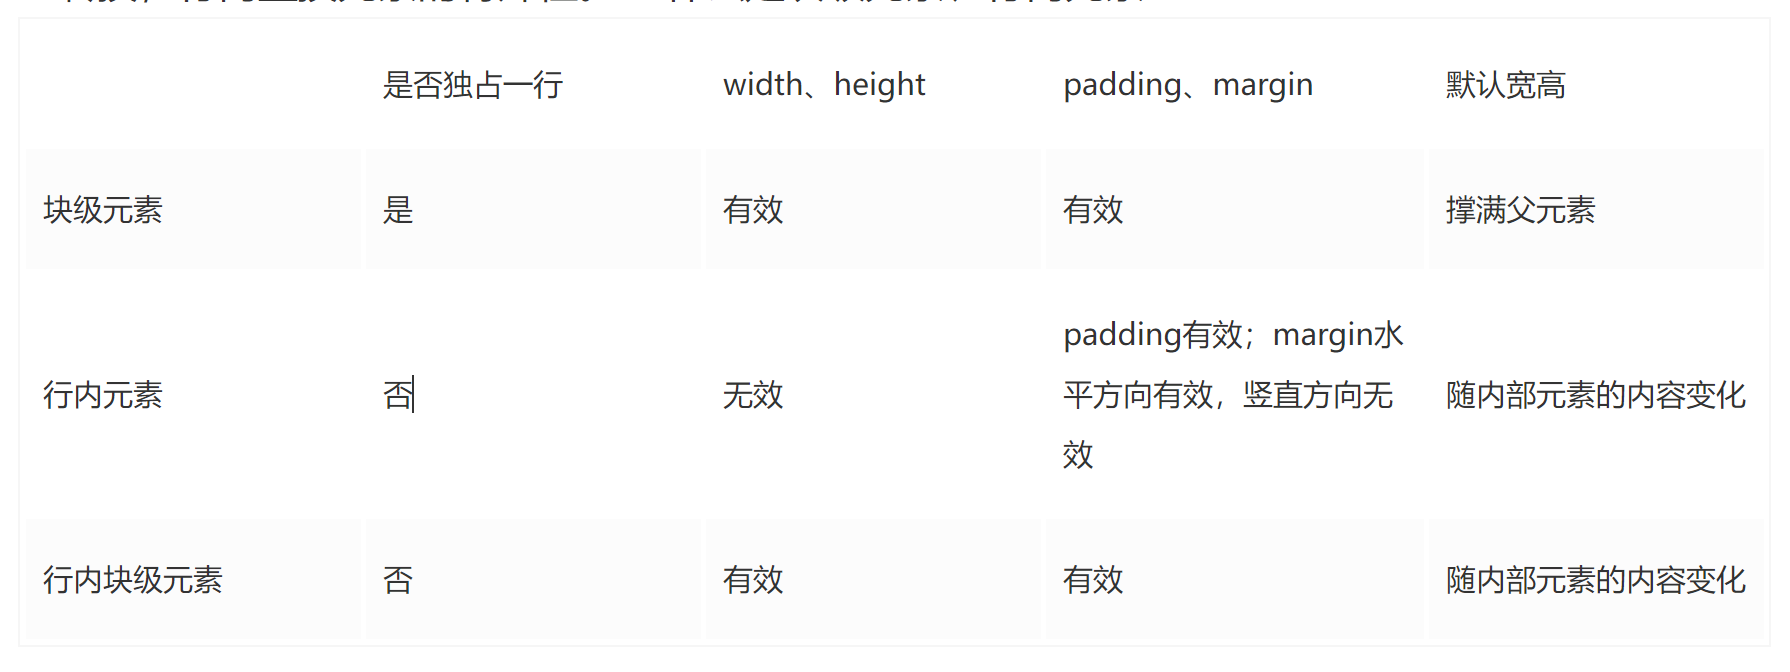 是否独占一行 width、height padding、margin 默认宽高
块级元素 是 有效 有效 撑满父元素
行内元素 否 无效 padding有效；margin水
平方向有效，竖直方向无
效 随内部元素的内容变化
行内块级元素 否 有效 有效 随内部元素的内容变化